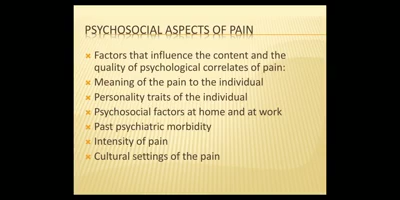 PSYCHOSOCIAL ASPECTS OF PAIN
Factors that influence the content and the
quality of psychological correlates of pain:
Meaning of the pain to the individual
Personality traits of the individual
Psychosocial factors at home and at work
Past psychiatric morbidity
Intensity of pain
Cultural settings of the pain